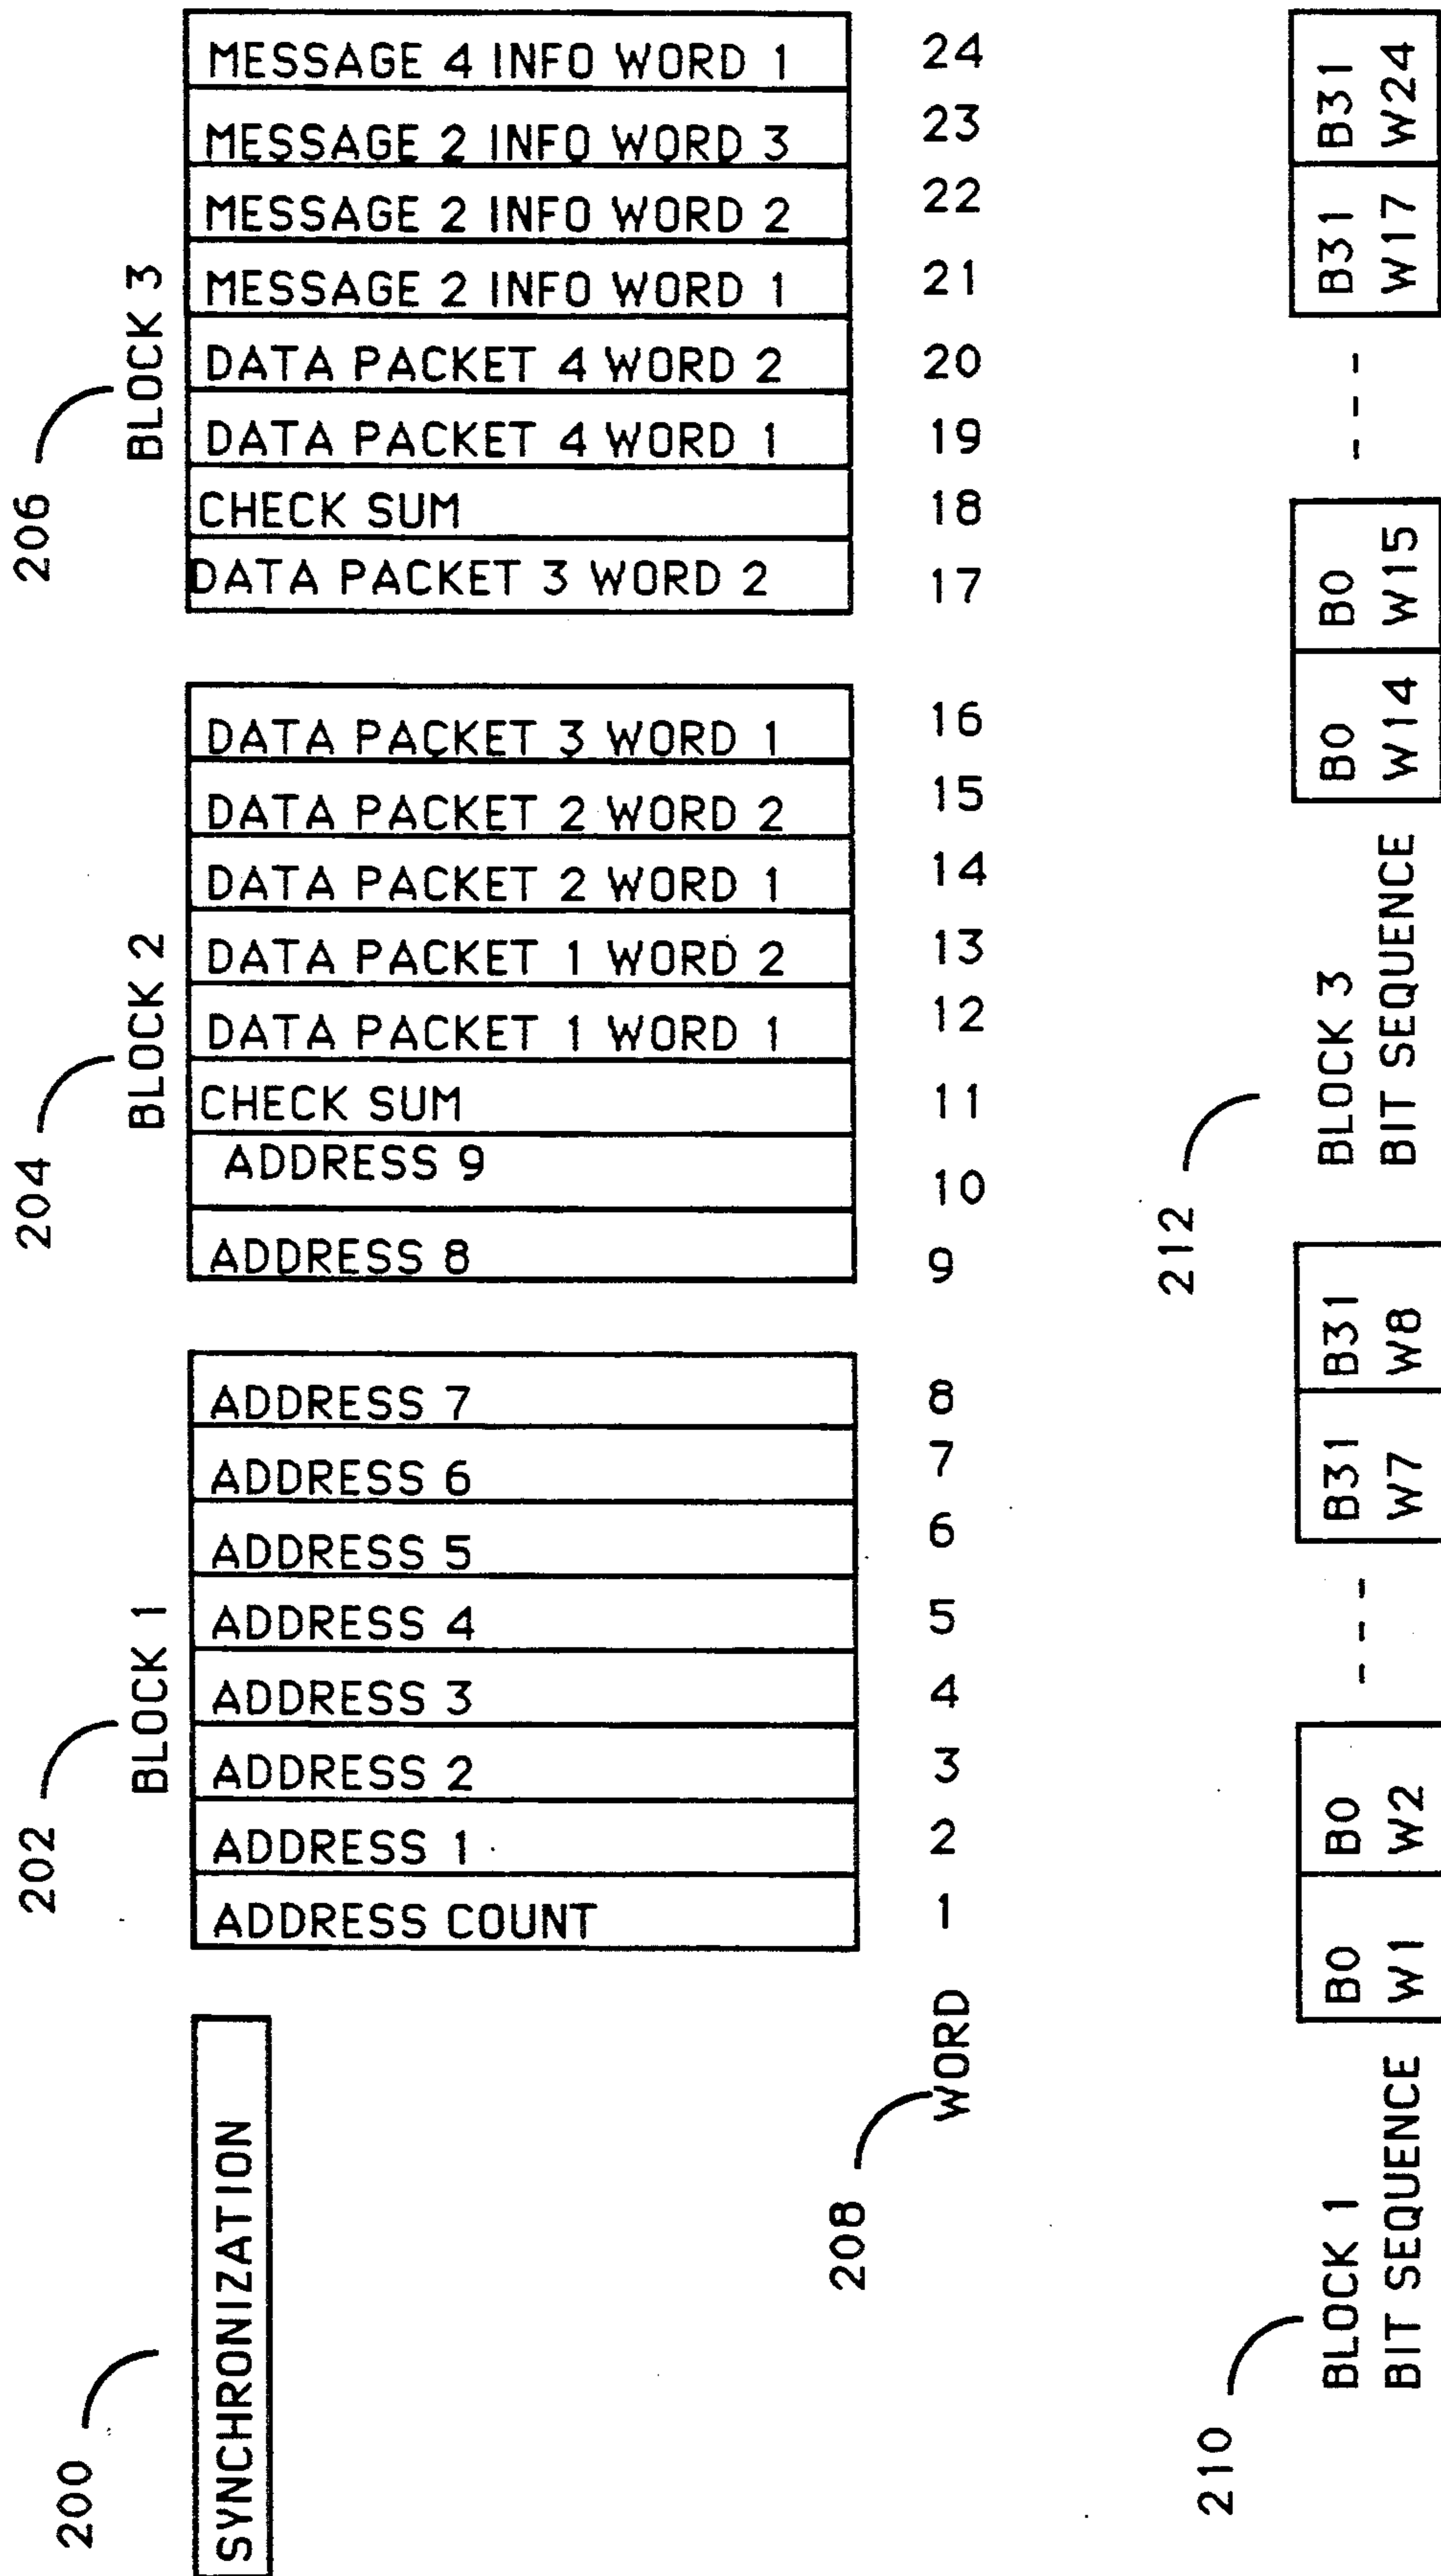 200
SYNCHRONIZATION
202
BLOCK 1
ADDRESS 7
ADDRESS 6
ADDRESS 5
ADDRESS 4
ADDRESS 3
ADDRESS 2
ADDRESS 1
ADDRESS COUNT
8
7
6
5
4
3
2
1
204
BLOCK 2
DATA PACKET 3 WORD 1
DATA PACKET 2 WORD 2
DATA PACKET 2 WORD 1
DATA PACKET 1 WORD 2
DATA PACKET 1 WORD 1
CHECK SUM
ADDRESS 9
ADDRESS 8
16
15
14
13
12
11
10
9
206
BLOCK 3
MESSAGE 4 INFO WORD 1
MESSAGE 2 INFO WORD 3
MESSAGE 2 INFO WORD 2
MESSAGE 2 INFO WORD 1
DATA PACKET 4 WORD 2
DATA PACKET 4 WORD 1
CHECK SUM
DATA PACKET 3 WORD 2
24
23
22
21
20
19
18
17
208
WORD
210
BLOCK 1
BIT SEQUENCE
B0 B0 --- B31 B31
W1 W2 W7 W8
212
BLOCK 3
BIT SEQUENCE
B0 B0 --- B31 B31
W14 W15 W17 W24